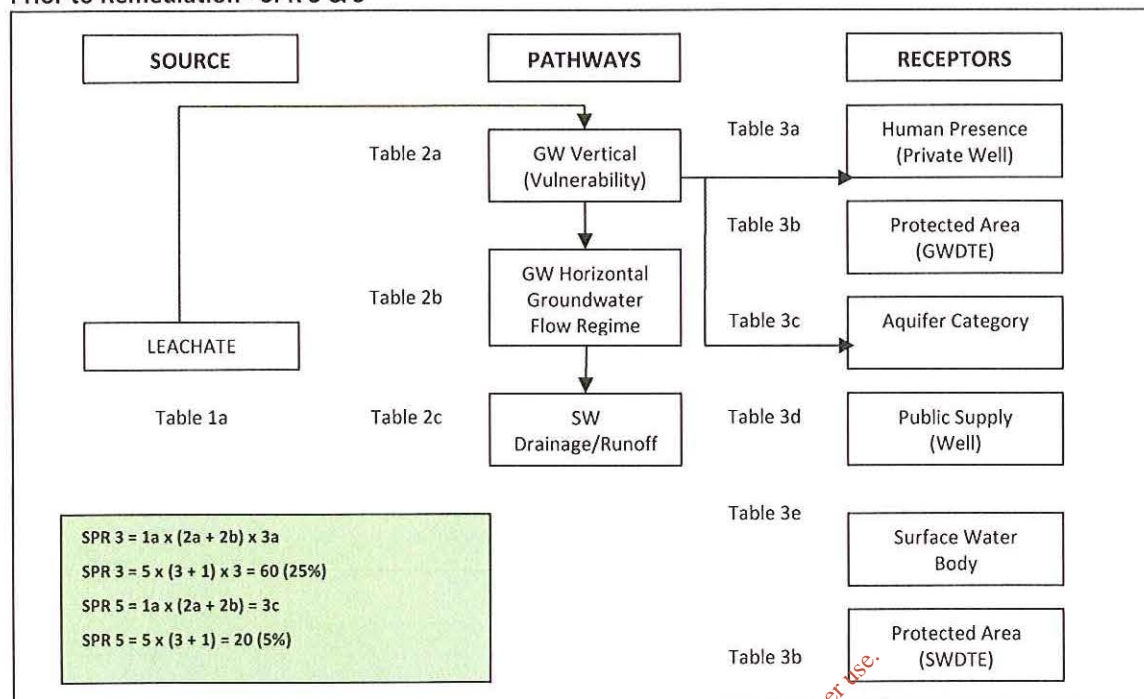 Prior to Remediation - SPR 3 & 5
SOURCE
PATHWAYS
RECEPTORS
Table 2a
GW Vertical
(Vulnerability)
Table 3a
Human Presence
(Private Well)
Table 3b
Protected Area
(GWDTE)
Table 2b
GW Horizontal
Groundwater
Flow Regime
Table 3c
Aquifer Category
LEACHATE
Table 1a
Table 2c
SW
Drainage/Runoff
Table 3d
Public Supply
(Well)
Table 3e
Surface Water
Body
SPR 3 = 1a x (2a + 2b) x 3a
SPR 3 = 5 x (3 + 1) x 3 = 60 (25%)
SPR 5 = 1a x (2a + 2b) = 3c
SPR 5 = 5 x (3 + 1) = 20 (5%)
Table 3b
Protected Area
(SWDTE)
use.